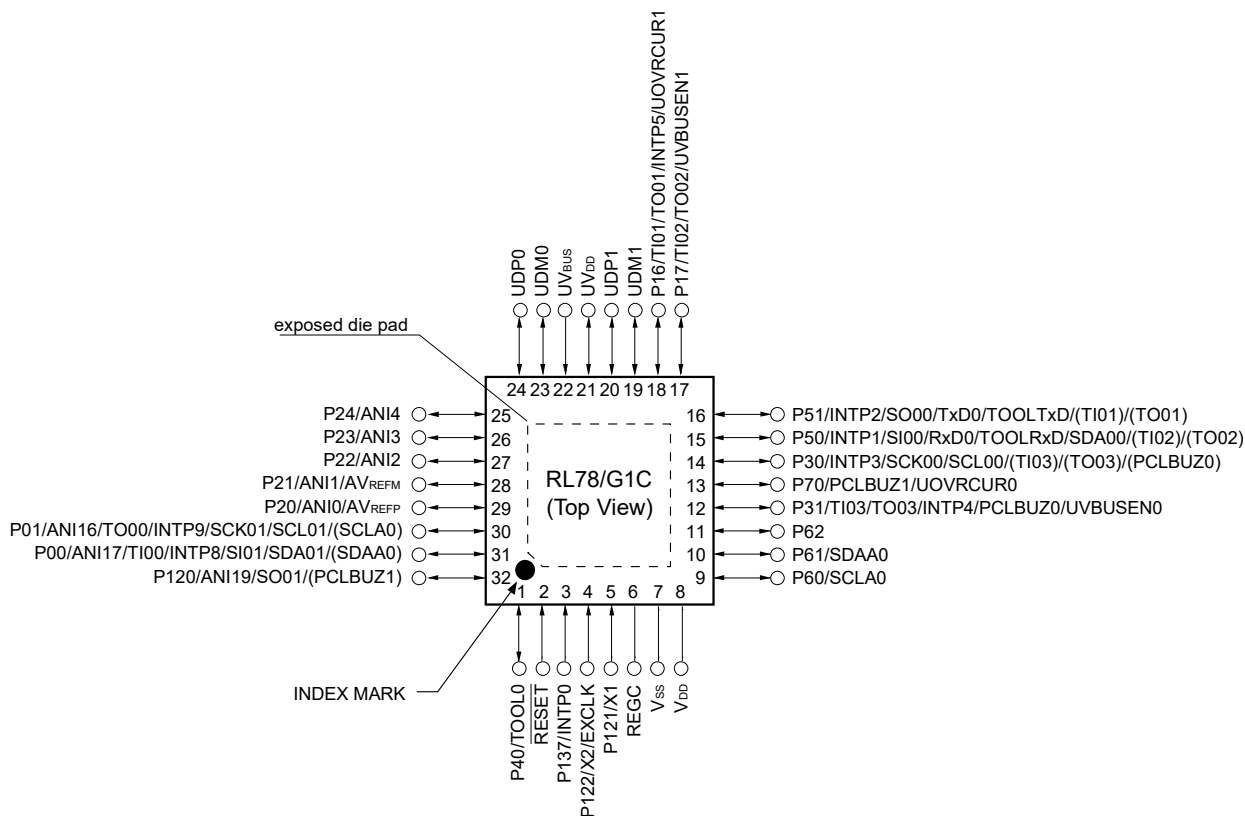 P16/TI01/TO01/INTP5/UOVRCUR1
P17/TI02/TO02/UVBUSEN1
UDP0
UDM0
UVBUS
UVDD
UDP1
UDM1
exposed die pad
24 23 22 21 20 19 18 17
P24/ANI4 25
P23/ANI3 26
P22/ANI2 27
P21/ANI1/AVREFM 28
P20/ANI0/AVREFP 29
P01/ANI16/TO00/INTP9/SCK01/SCL01/(SCLA0) 30
P00/ANI17/TI00/INTP8/SI01/SDA01/(SDAA0) 31
P120/ANI19/SO01/(PCLBUZ1) 32
RL78/G1C
(Top View)
16 P51/INTP2/SO00/TxD0/TOOLTxD/(TI01)/(TO01)
15 P50/INTP1/SI00/RxD0/TOOLRxD/SDA00/(TI02)/(TO02)
14 P30/INTP3/SCK00/SCL00/(TI03)/(TO03)/(PCLBUZ0)
13 P70/PCLBUZ1/UOVRCUR0
12 P31/TI03/TO03/INTP4/PCLBUZ0/UVBUSEN0
11 P62
10 P61/SDAA0
9 P60/SCLA0
1 2 3 4 5 6 7 8
INDEX MARK
P40/TOOL0
RESET
P137/INTP0
P122/X2/EXCLK
P121/X1
REGC
VSS
VDD